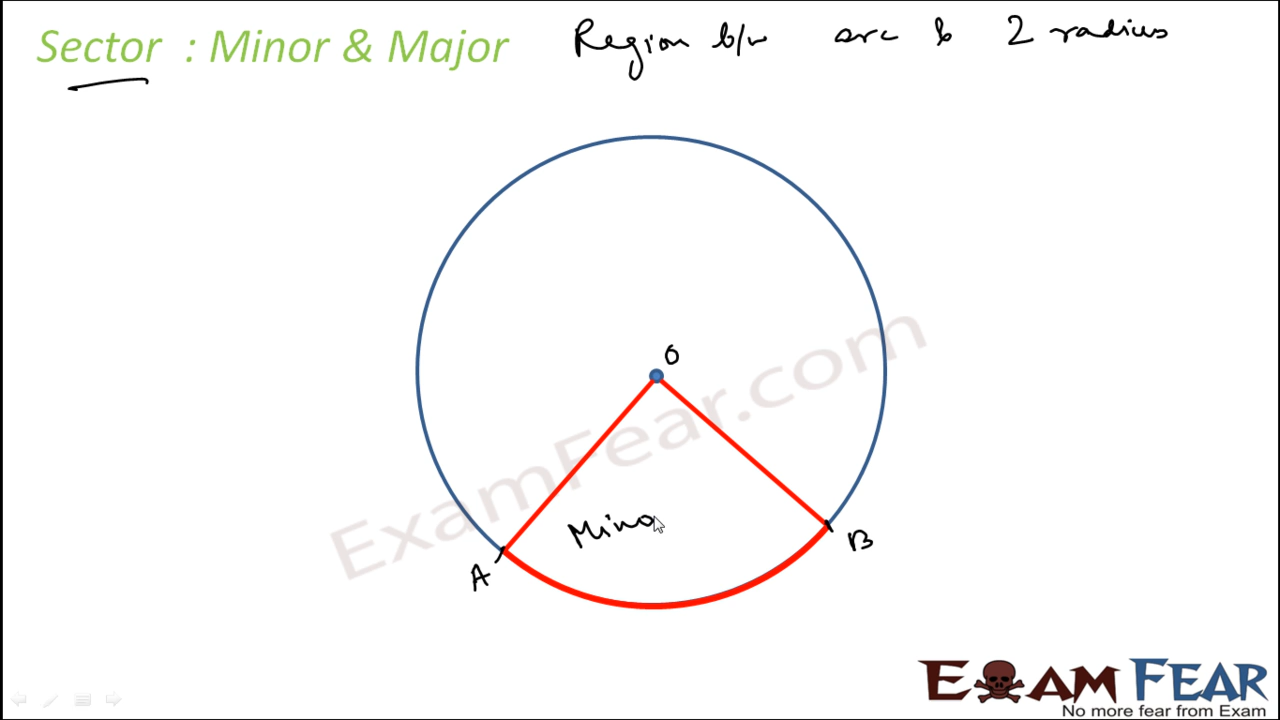 Sector : Minor & Major
Region b/w arc & 2 radius
O
ExamFear.com
Mino
A
B
EXAM FEAR
No more fear from Exam